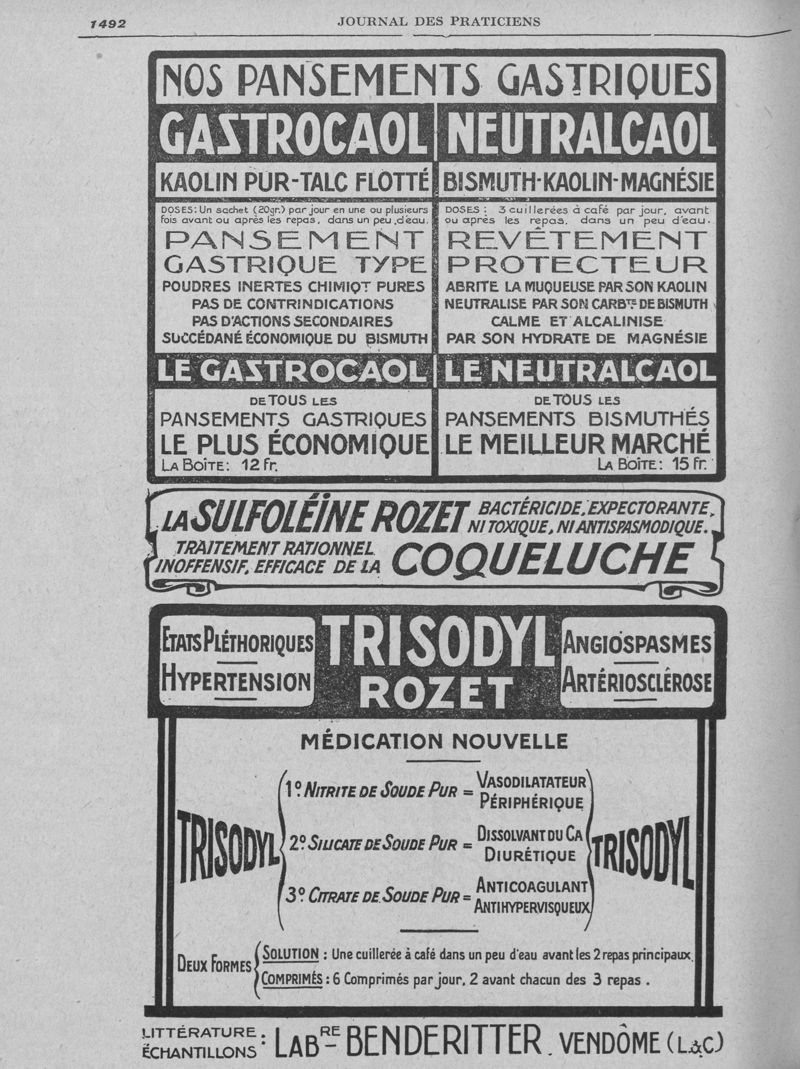 1492
JOURNAL DES PRATICIENS
NOS PANSEMENTS GASTRIQUES
GASTROCAOL
KAOLIN PUR-TALC FLOTTÉ
DOSES: Un sachet (20gr.) par jour en une ou plusieurs
fois avant ou après les repas, dans un peu d'eau.
PANSEMENT
GASTRIQUE TYPE
POUDRES INERTES CHIMIQT PURES
PAS DE CONTRINDICATIONS
PAS D'ACTIONS SECONDAIRES
SUCCÉDANÉ ÉCONOMIQUE DU BISMUTH
LE GASTROCAOL
DE TOUS LES
PANSEMENTS GASTRIQUES
LE PLUS ÉCONOMIQUE
LA BOÎTE: 12 Fr.
NEUTRALCAOL
BISMUTH-KAOLIN-MAGNÉSIE
DOSES: 3 cuillerées à café par jour, avant
ou après les repas, dans un peu d'eau.
REVÊTEMENT
PROTECTEUR
ABRITE LA MUQUEUSE PAR SON KAOLIN
NEUTRALISE PAR SON CARBTE DE BISMUTH
CALME ET ALCALINISE
PAR SON HYDRATE DE MAGNÉSIE
LE NEUTRALCAOL
DE TOUS LES
PANSEMENTS BISMUTHÉS
LE MEILLEUR MARCHÉ
LA BOÎTE: 15 Fr.
LA SULFOLÉÏNE ROZET BACTÉRICIDE, EXPECTORANTE,
NI TOXIQUE, NI ANTISPASMODIQUE.
TRAITEMENT RATIONNEL
INOFFENSIF, EFFICACE DE LA COQUELUCHE
ETATS PLÉTHORIQUES
HYPERTENSION
TRISODYL
ROZET
ANGIOSPASMES
ARTÉRIOSCLÉROSE
MÉDICATION NOUVELLE
TRISODYL
1º. NITRITE DE SOUDE PUR = VASODILATATEUR
PÉRIPHÉRIQUE
2º. SILICATE DE SOUDE PUR = DISSOLVANT DU CA
DIURÉTIQUE
3º. CITRATE DE SOUDE PUR = ANTICOAGULANT
ANTIHYPERVISQUEUX
TRISODYL
DEUX FORMES
SOLUTION : Une cuillerée à café dans un peu d'eau avant les 2 repas principaux.
COMPRIMÉS : 6 Comprimés par jour, 2 avant chacun des 3 repas.
LITTÉRATURE :
ÉCHANTILLONS : LABRE BENDERITTER. VENDÔME (L.&C.)